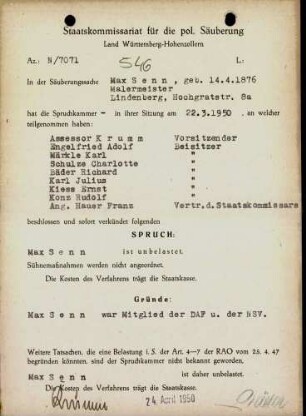 Staatskommissariat für die pol. Säuberung
Land Württemberg-Hohenzollern
Az.: N/7071
546
L:
In der Säuberungssache Max Senn, geb. 14.4.1876
Malermeister
Lindenberg, Hochgratstr. 8a
hat die Spruchkammer – in ihrer Sitzung am 22.3.1950 , an welcher
teilgenommen haben:
Assessor Krumm Vorsitzender
Engelfried Adolf Beisitzer
Märkle Karl "
Schulze Charlotte "
Bäder Richard "
Karl Julius "
Kiess Ernst "
Konz Rudolf "
Ang. Hauer Franz Vertr.d.Staatskommissars
beschlossen und sofort verkündet folgenden
SPRUCH:
Max Senn ist unbelastet.
Sühnemaßnahmen werden nicht angeordnet.
Die Kosten des Verfahrens trägt die Staatskasse.
Gründe:
Max Senn war Mitglied der DAF u. der NSV.
Weitere Tatsachen, die eine Belastung i. S. der Art. 4–7 der RAO vom 25. 4. 47
begründen können, sind der Spruchkammer nicht bekannt geworden.
Max Senn ist daher unbelastet.
Die Kosten des Verfahrens trägt die Staatskasse.
24. April 1950